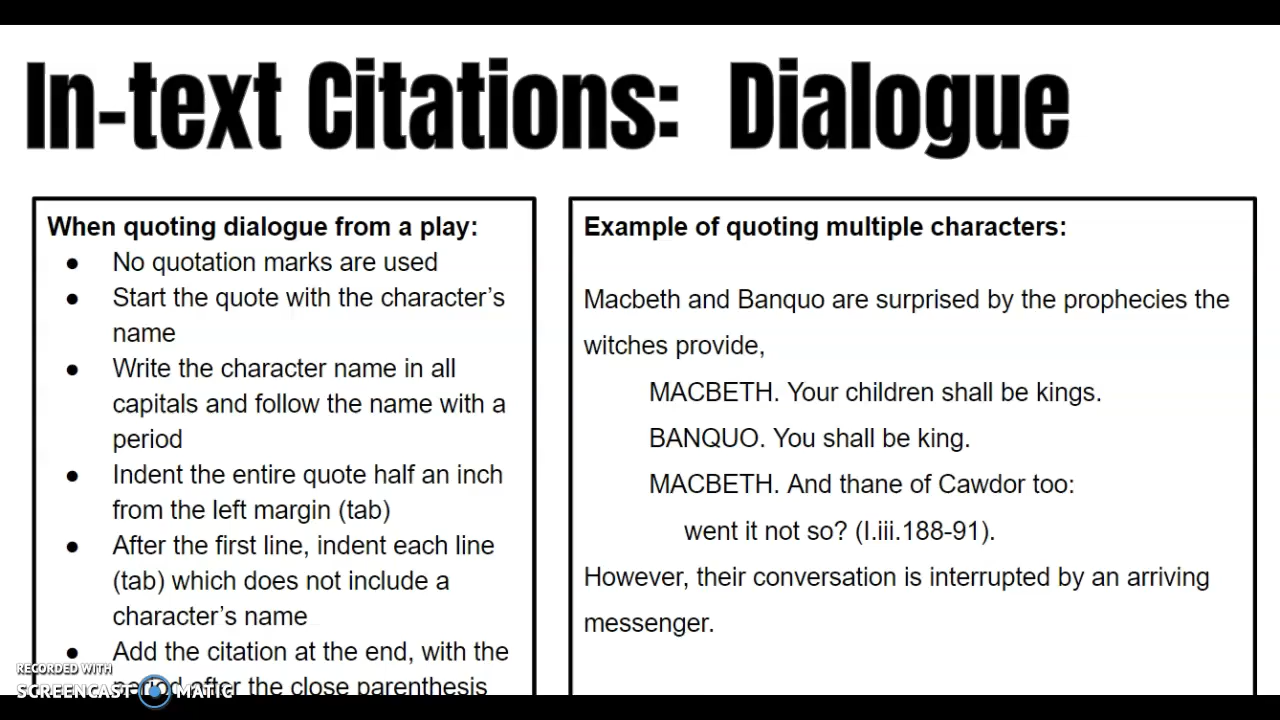 In-text Citations: Dialogue
When quoting dialogue from a play:
● No quotation marks are used
● Start the quote with the character's
name
● Write the character name in all
capitals and follow the name with a
period
● Indent the entire quote half an inch
from the left margin (tab)
● After the first line, indent each line
(tab) which does not include a
character's name
● Add the citation at the end, with the
period after the close parenthesis
Example of quoting multiple characters:
Macbeth and Banquo are surprised by the prophecies the
witches provide,
MACBETH. Your children shall be kings.
BANQUO. You shall be king.
MACBETH. And thane of Cawdor too:
went it not so? (I.iii.188-91).
However, their conversation is interrupted by an arriving
messenger.
RECORDED WITH
SCREENCAST MATIC